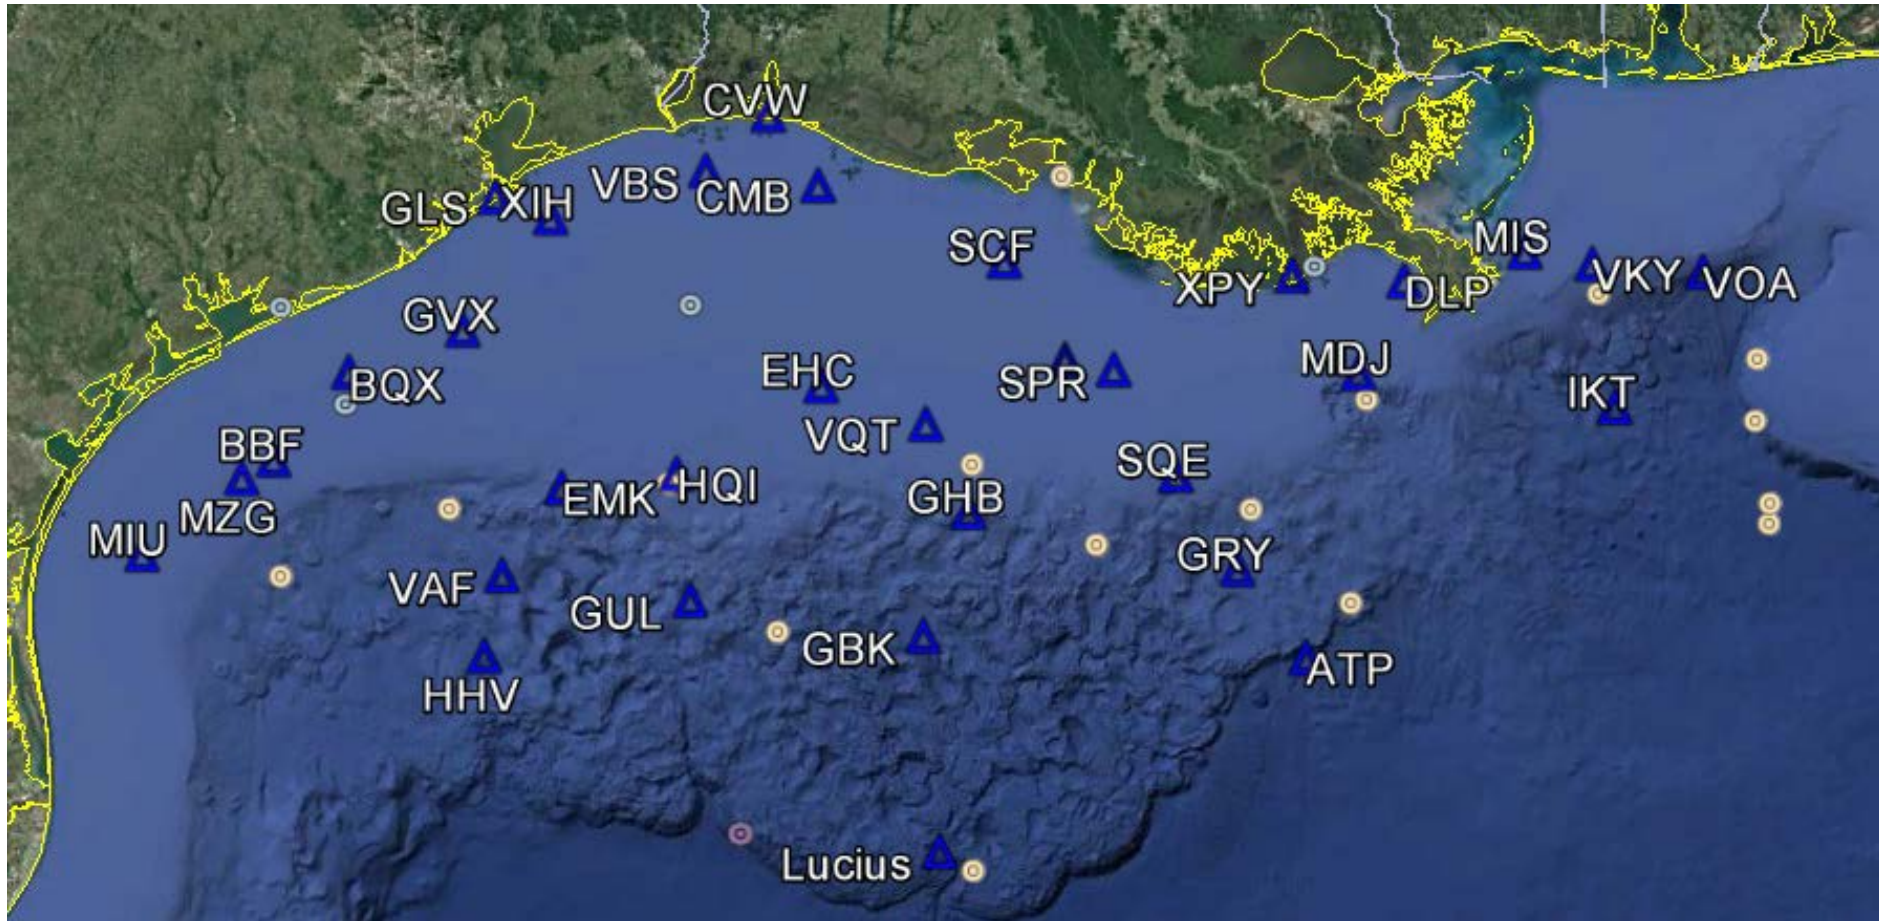 CVW
VBS
CMB
GLS
XIH
SCF
MIS
XPY
DLP
VKY
VOA
GVX
BQX
EHC
SPR
MDJ
IKT
VQT
BBF
MZG
EMK
HQI
GHB
SQE
MIU
VAF
GUL
GRY
GBK
ATP
HHV
Lucius